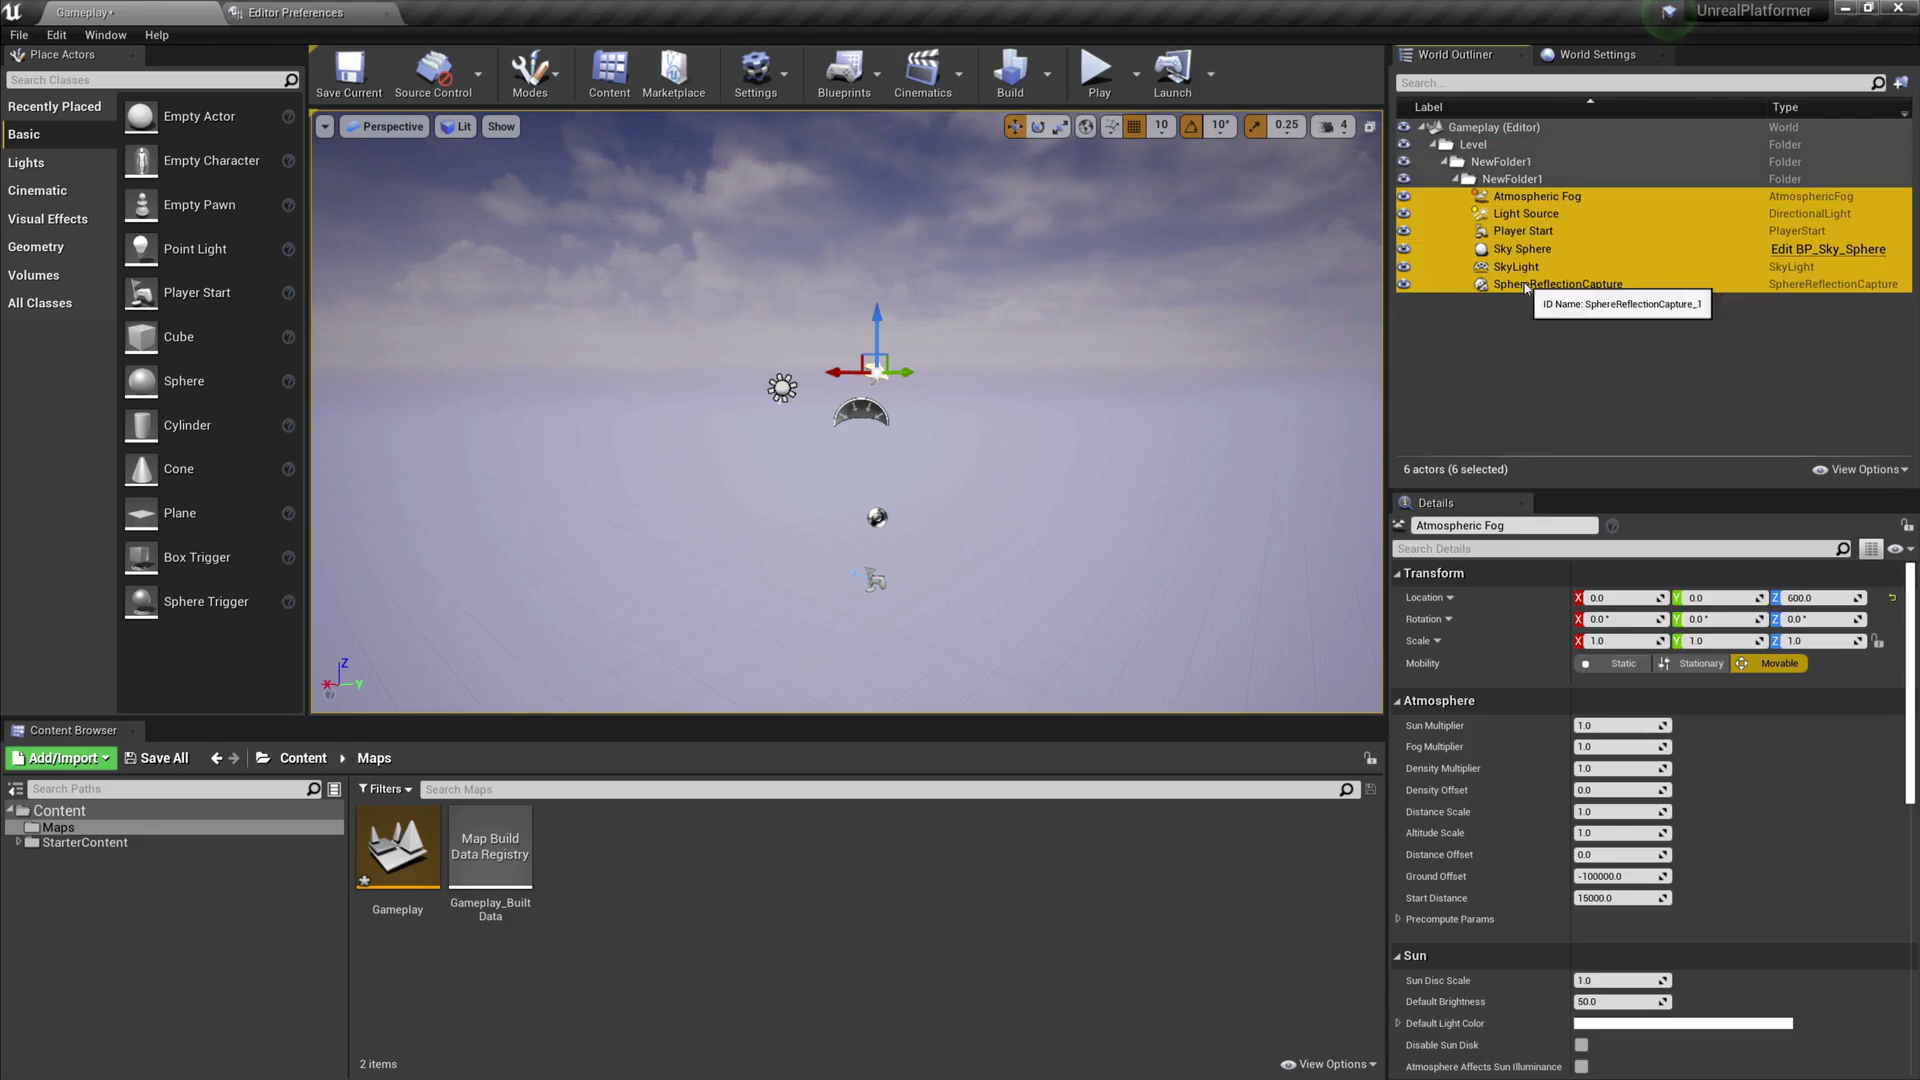 Gameplay•
Editor Preferences
UnrealPlatformer
File Edit Window Help
Place Actors
Search Classes
Recently Placed
Basic
Lights
Cinematic
Visual Effects
Geometry
Volumes
All Classes
Empty Actor
Empty Character
Empty Pawn
Point Light
Player Start
Cube
Sphere
Cylinder
Cone
Plane
Box Trigger
Sphere Trigger
Save Current Source Control Modes Content Marketplace Settings Blueprints Cinematics Build Play Launch
Perspective Lit Show
10 10° 0.25 4
Z
X Y
World Outliner World Settings
Search...
Label Type
Gameplay (Editor) World
Level Folder
NewFolder1 Folder
NewFolder1 Folder
Atmospheric Fog AtmosphericFog
Light Source DirectionalLight
Player Start PlayerStart
Sky Sphere Edit BP_Sky_Sphere
SkyLight SkyLight
SphereReflectionCapture SphereReflectionCapture
ID Name: SphereReflectionCapture_1
6 actors (6 selected) View Options
Details
Atmospheric Fog
Search Details
Transform
Location X 0.0 Y 0.0 Z 600.0
Rotation X 0.0 ° Y 0.0 ° Z 0.0 °
Scale X 1.0 Y 1.0 Z 1.0
Mobility Static Stationary Movable
Atmosphere
Sun Multiplier 1.0
Fog Multiplier 1.0
Density Multiplier 1.0
Density Offset 0.0
Distance Scale 1.0
Altitude Scale 1.0
Distance Offset 0.0
Ground Offset -100000.0
Start Distance 15000.0
Precompute Params
Sun
Sun Disc Scale 1.0
Default Brightness 50.0
Default Light Color
Disable Sun Disk
Atmosphere Affects Sun Illuminance
Content Browser
Add/Import Save All Content Maps
Search Paths
Content
Maps
StarterContent
Filters Search Maps
Gameplay
Map Build
Data Registry
Gameplay_Built
Data
2 items View Options